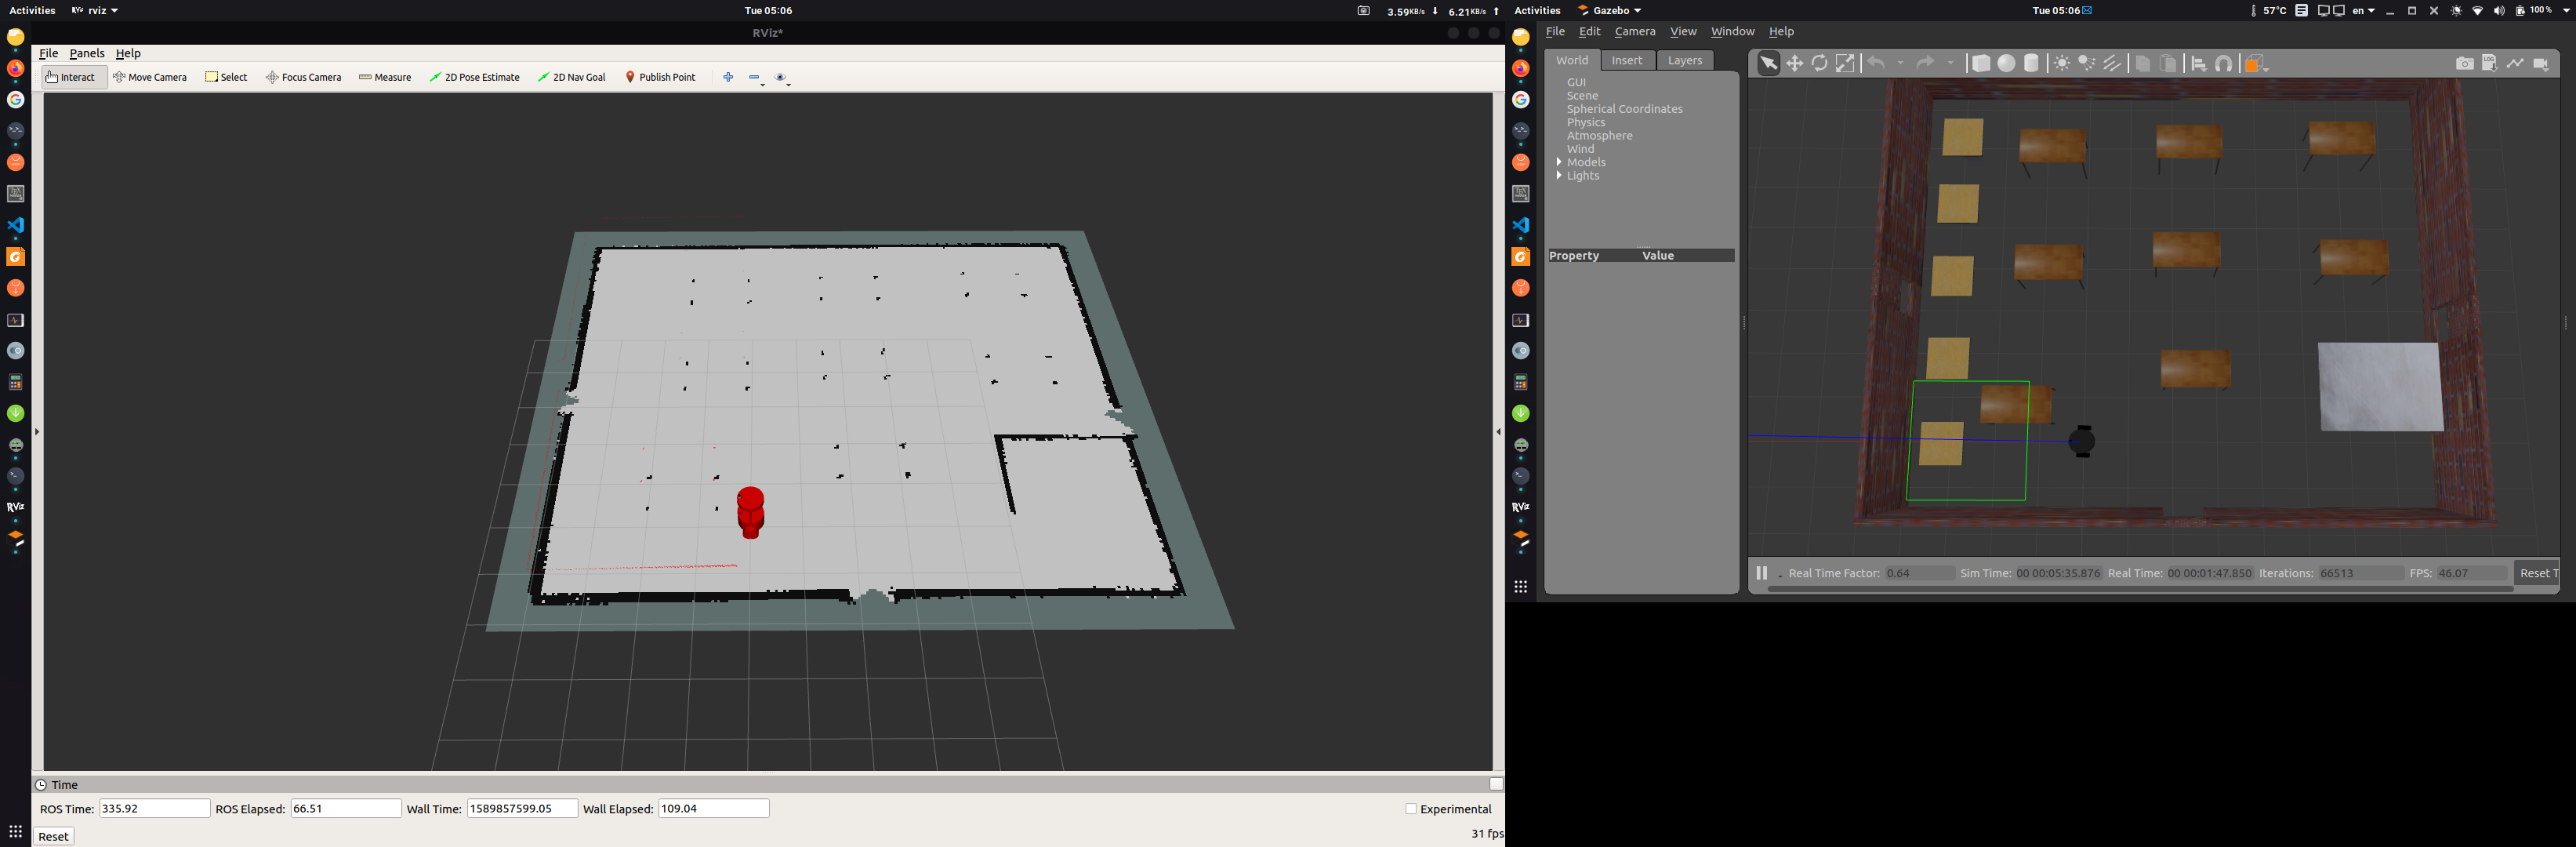 Activities rviz Tue 05:06 3.59KB/s 6.21KB/s
RViz*
File Panels Help
Interact Move Camera Select Focus Camera Measure 2D Pose Estimate 2D Nav Goal Publish Point
Time
ROS Time: 335.92 ROS Elapsed: 66.51 Wall Time: 1589857599.05 Wall Elapsed: 109.04 Experimental
Reset 31 fps
RViz
Activities Gazebo Tue 05:06 57°C en 100 %
File Edit Camera View Window Help
World Insert Layers
GUI
Scene
Spherical Coordinates
Physics
Atmosphere
Wind
Models
Lights
Property Value
LOG
Real Time Factor: 0.64 Sim Time: 00 00:05:35.876 Real Time: 00 00:01:47.850 Iterations: 66513 FPS: 46.07 Reset T
RViz